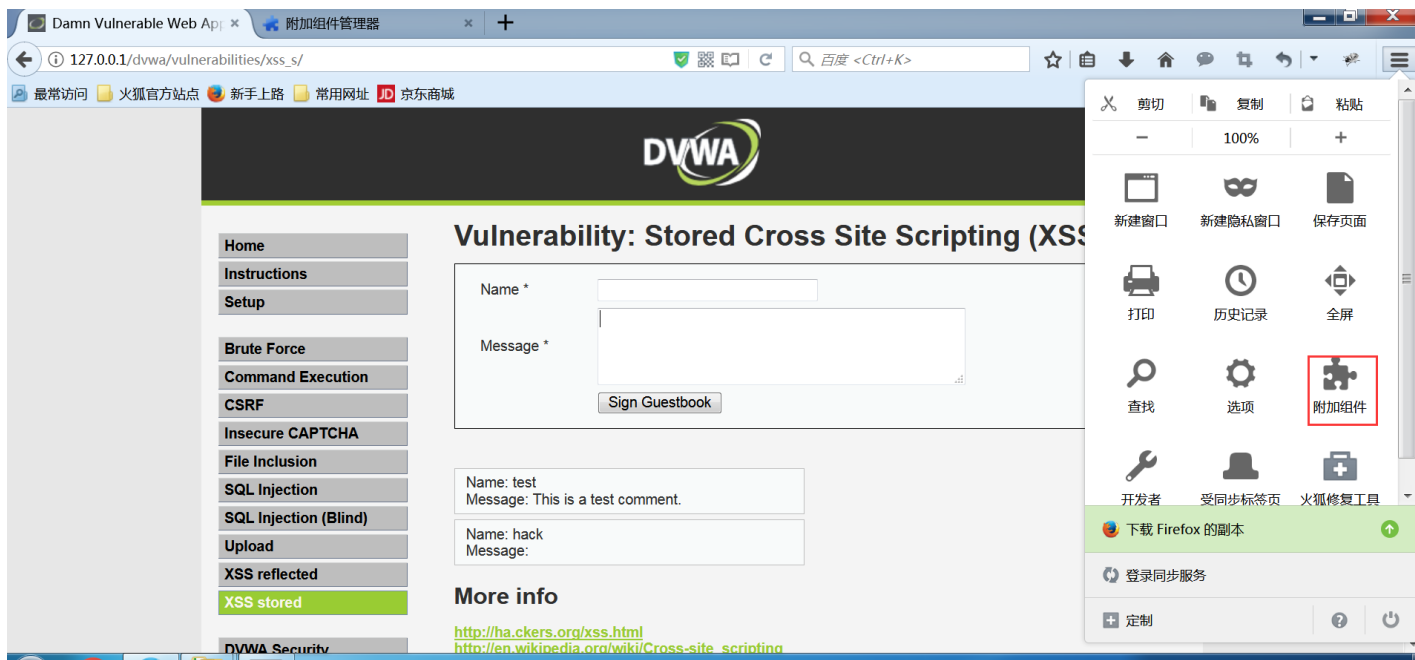 Damn Vulnerable Web Ap
附加组件管理器
127.0.0.1/dvwa/vulnerabilities/xss_s/
百度 <Ctrl+K>
最常访问 火狐官方站点 新手上路 常用网址 JD 京东商城
剪切 复制 粘贴
− 100% +
新建窗口 新建隐私窗口 保存页面
打印 历史记录 全屏
查找 选项 附加组件
开发者 受同步标签页 火狐修复工具
下载 Firefox 的副本
登录同步服务
定制
DVWA
Home
Instructions
Setup
Brute Force
Command Execution
CSRF
Insecure CAPTCHA
File Inclusion
SQL Injection
SQL Injection (Blind)
Upload
XSS reflected
XSS stored
DVWA Security
Vulnerability: Stored Cross Site Scripting (XSS
Name *
Message *
Sign Guestbook
Name: test
Message: This is a test comment.
Name: hack
Message:
More info
http://ha.ckers.org/xss.html
http://en.wikipedia.org/wiki/Cross-site_scripting